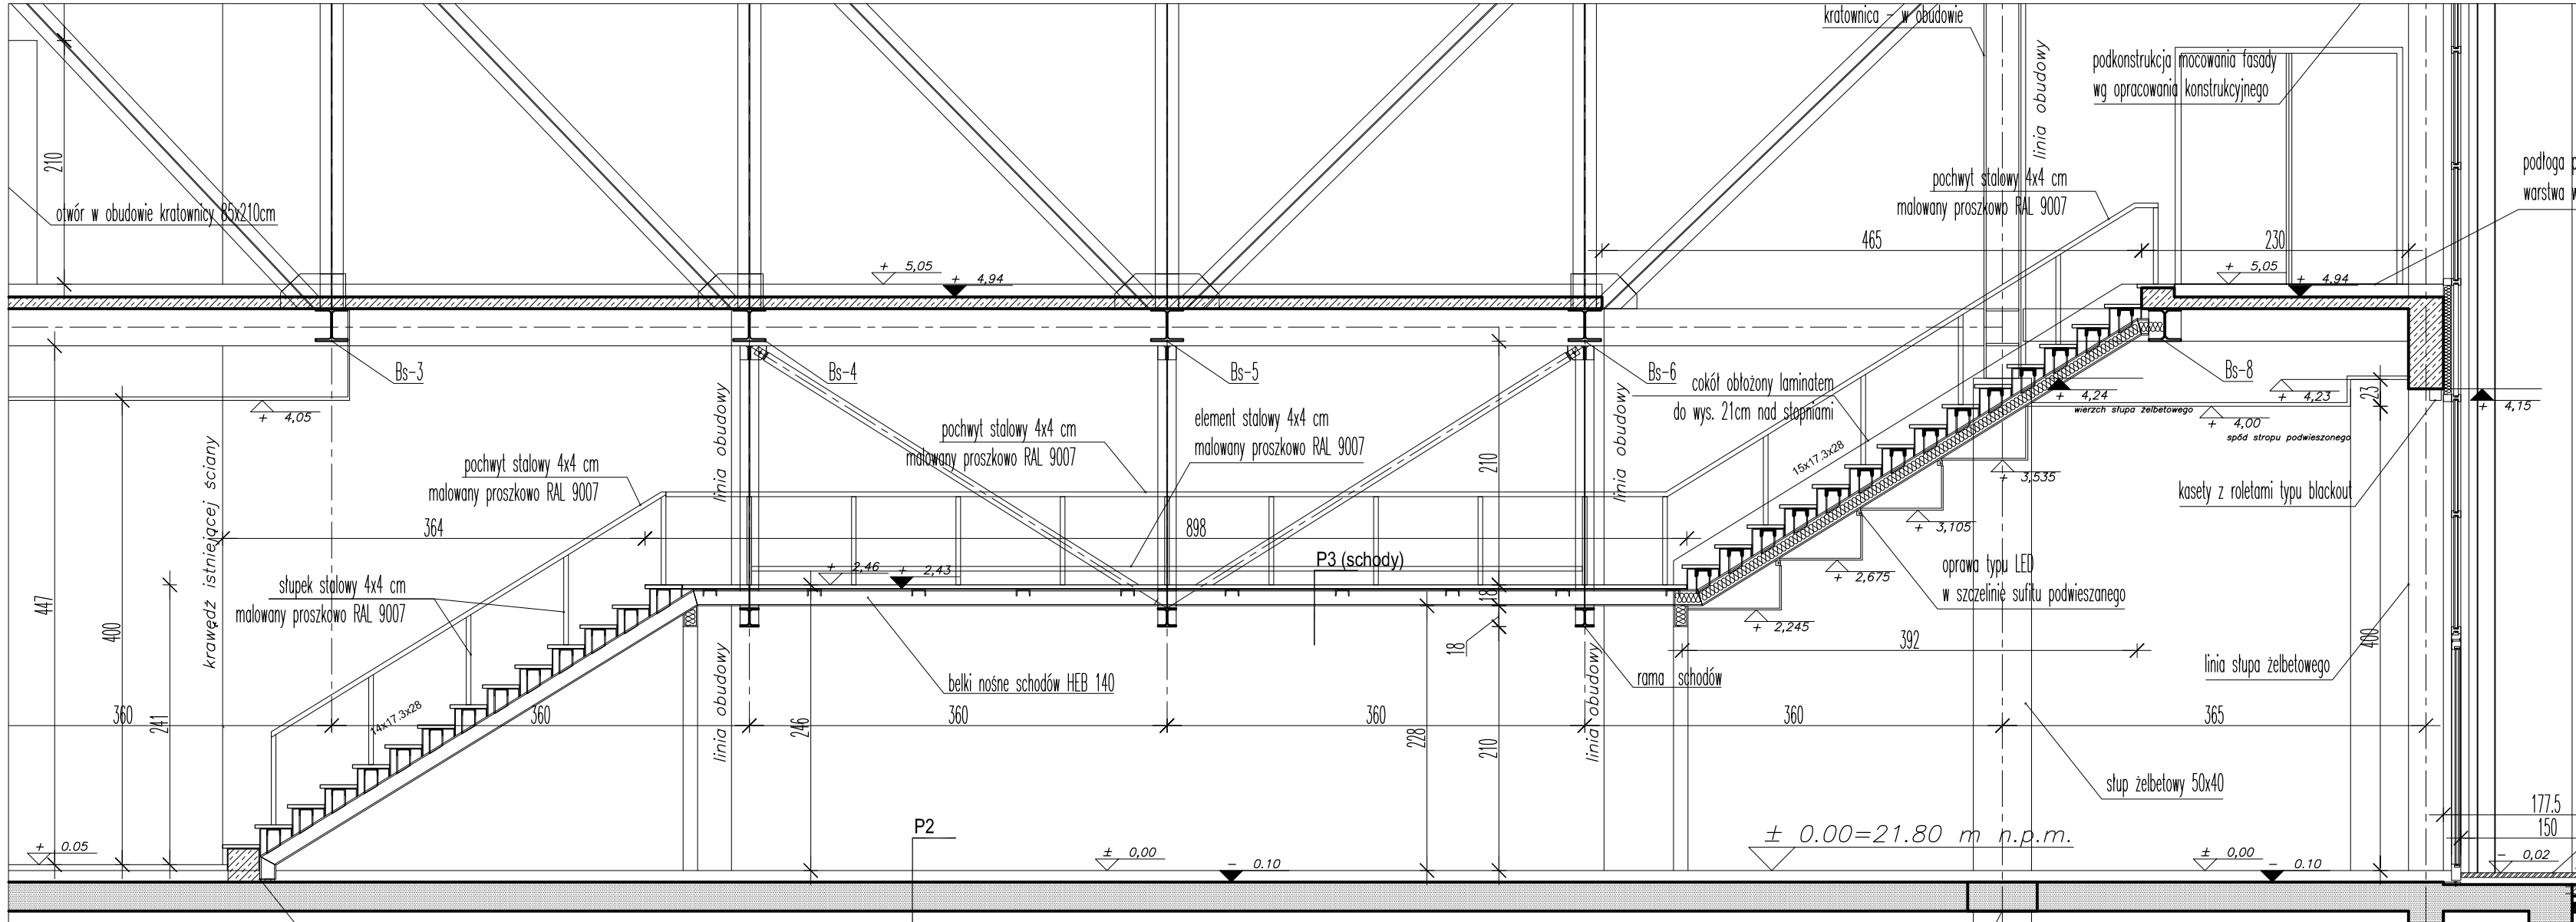 kratownica - w obudowie
linia obudowy
podkonstrukcja mocowania fasady
wg opracowania konstrukcyjnego
210
otwór w obudowie kratownicy 85x210cm
podłoga p
warstwa w
pochwyt stalowy 4x4 cm
malowany proszkowo RAL 9007
465
230
+ 5,05
+ 4,94
+ 5,05
+ 4,94
Bs-3
Bs-4
Bs-5
Bs-6
Bs-8
+ 4,05
linia obudowy
linia obudowy
cokół obłożony laminatem
do wys. 21cm nad stopniami
+ 4,24
wierzch słupa żelbetowego
+ 4,23
23
+ 4,00
spód stropu podwieszonego
+ 4,15
krawędź istniejącej ściany
pochwyt stalowy 4x4 cm
malowany proszkowo RAL 9007
pochwyt stalowy 4x4 cm
malowany proszkowo RAL 9007
element stalowy 4x4 cm
malowany proszkowo RAL 9007
210
15x17.3x28
+ 3,535
kasety z roletami typu blackout
+ 3,105
364
898
P3 (schody)
+ 2,46
+ 2,43
+ 2,675
oprawa typu LED
w szczelinie sufitu podwieszanego
słupek stalowy 4x4 cm
malowany proszkowo RAL 9007
447
400
18
+ 2,245
18
392
400
linia słupa żelbetowego
linia obudowy
linia obudowy
belki nośne schodów HEB 140
rama schodów
360
241
14x17.3x28
360
246
360
360
228
210
360
365
słup żelbetowy 50x40
177.5
150
P2
± 0.00=21.80 m n.p.m.
+ 0.05
± 0,00
- 0.10
± 0,00
- 0.10
- 0,02